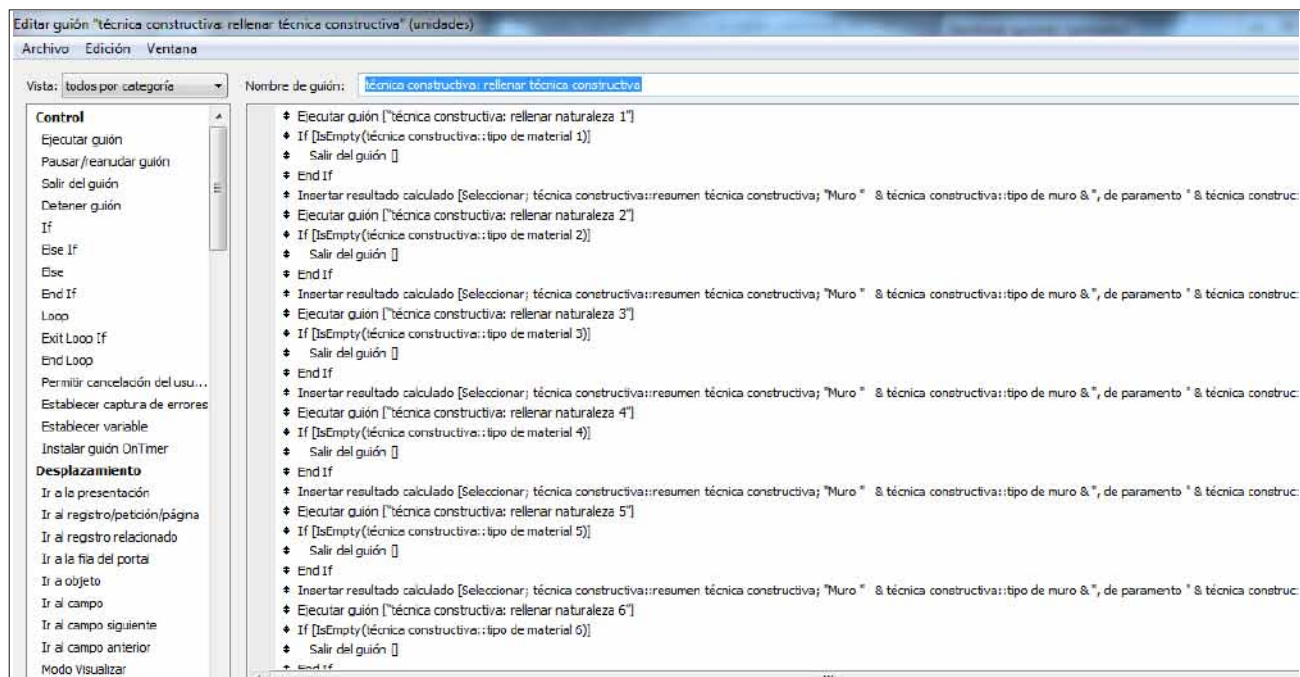 Editar guión "técnica constructiva: rellenar técnica constructiva" (unidades)
Archivo Edición Ventana
Vista: todos por categoría
Nombre de guión: técnica constructiva: rellenar técnica constructiva
Control
Ejecutar guión
Pausar/reanudar guión
Salir del guión
Detener guión
If
Else If
Else
End If
Loop
Exit Loop If
End Loop
Permitir cancelación del usu...
Establecer captura de errores
Establecer variable
Instalar guión OnTimer
Desplazamiento
Ir a la presentación
Ir al registro/petición/página
Ir al registro relacionado
Ir a la fila del portal
Ir a objeto
Ir al campo
Ir al campo siguiente
Ir al campo anterior
Modo Visualizar
Ejecutar guión ["técnica constructiva: rellenar naturaleza 1"]
If [IsEmpty(técnica constructiva::tipo de material 1)]
Salir del guión []
End If
Insertar resultado calculado [Seleccionar; técnica constructiva::resumen técnica constructiva; "Muro " & técnica constructiva::tipo de muro & ", de paramento " & técnica construc
Ejecutar guión ["técnica constructiva: rellenar naturaleza 2"]
If [IsEmpty(técnica constructiva::tipo de material 2)]
Salir del guión []
End If
Insertar resultado calculado [Seleccionar; técnica constructiva::resumen técnica constructiva; "Muro " & técnica constructiva::tipo de muro & ", de paramento " & técnica construc
Ejecutar guión ["técnica constructiva: rellenar naturaleza 3"]
If [IsEmpty(técnica constructiva::tipo de material 3)]
Salir del guión []
End If
Insertar resultado calculado [Seleccionar; técnica constructiva::resumen técnica constructiva; "Muro " & técnica constructiva::tipo de muro & ", de paramento " & técnica construc
Ejecutar guión ["técnica constructiva: rellenar naturaleza 4"]
If [IsEmpty(técnica constructiva::tipo de material 4)]
Salir del guión []
End If
Insertar resultado calculado [Seleccionar; técnica constructiva::resumen técnica constructiva; "Muro " & técnica constructiva::tipo de muro & ", de paramento " & técnica construc
Ejecutar guión ["técnica constructiva: rellenar naturaleza 5"]
If [IsEmpty(técnica constructiva::tipo de material 5)]
Salir del guión []
End If
Insertar resultado calculado [Seleccionar; técnica constructiva::resumen técnica constructiva; "Muro " & técnica constructiva::tipo de muro & ", de paramento " & técnica construc
Ejecutar guión ["técnica constructiva: rellenar naturaleza 6"]
If [IsEmpty(técnica constructiva::tipo de material 6)]
Salir del guión []
End If